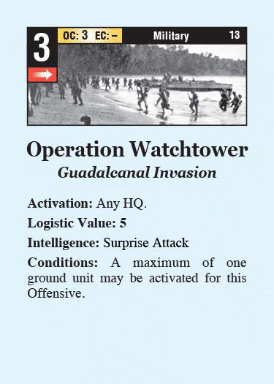 3
OC: 3 EC: –
Military
13
Operation Watchtower
Guadalcanal Invasion
Activation: Any HQ.
Logistic Value: 5
Intelligence: Surprise Attack
Conditions: A maximum of one
ground unit may be activated for this
Offensive.